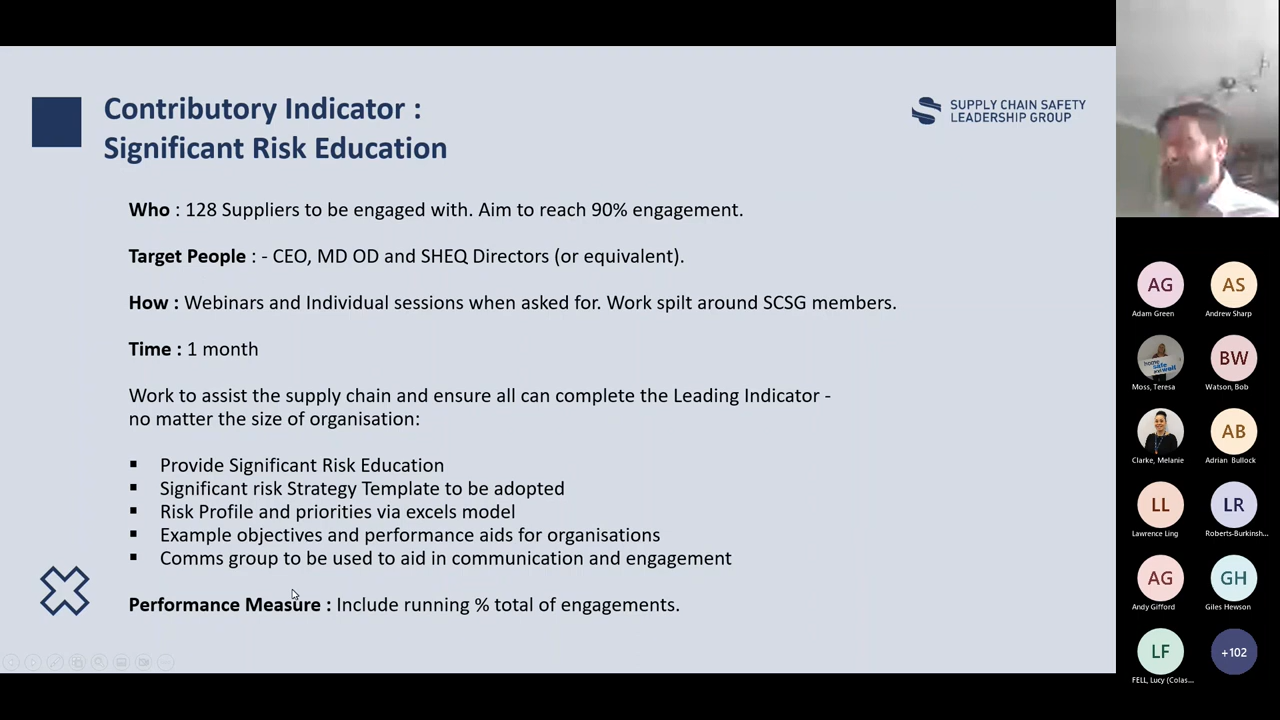 Contributory Indicator :
Significant Risk Education
SUPPLY CHAIN SAFETY
LEADERSHIP GROUP
Who : 128 Suppliers to be engaged with. Aim to reach 90% engagement.
Target People : - CEO, MD OD and SHEQ Directors (or equivalent).
How : Webinars and Individual sessions when asked for. Work spilt around SCSG members.
Time : 1 month
Work to assist the supply chain and ensure all can complete the Leading Indicator -
no matter the size of organisation:
▪ Provide Significant Risk Education
▪ Significant risk Strategy Template to be adopted
▪ Risk Profile and priorities via excels model
▪ Example objectives and performance aids for organisations
▪ Comms group to be used to aid in communication and engagement
Performance Measure : Include running % total of engagements.
AG
AS
Adam Green
Andrew Sharp
home safe and well
BW
Moss, Teresa
Watson, Bob
AB
Clarke, Melanie
Adrian Bullock
LL
LR
Lawrence Ling
Roberts-Burkinsh...
AG
GH
Andy Gifford
Giles Hewson
LF
+102
FELL, Lucy (Colas...